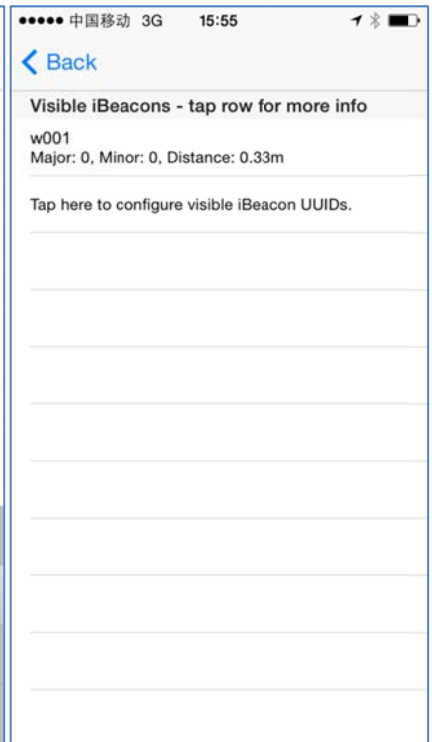 中国移动 3G 15:55
Back
Visible iBeacons - tap row for more info
w001
Major: 0, Minor: 0, Distance: 0.33m
Tap here to configure visible iBeacon UUIDs.